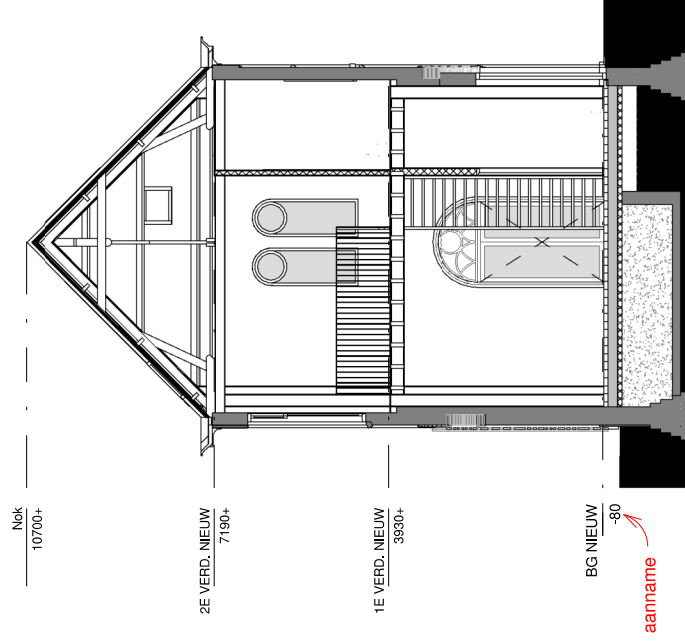 Nok
10700+
2E VERD. NIEUW
7190+
1E VERD. NIEUW
3930+
BG NIEUW
-80
aanname